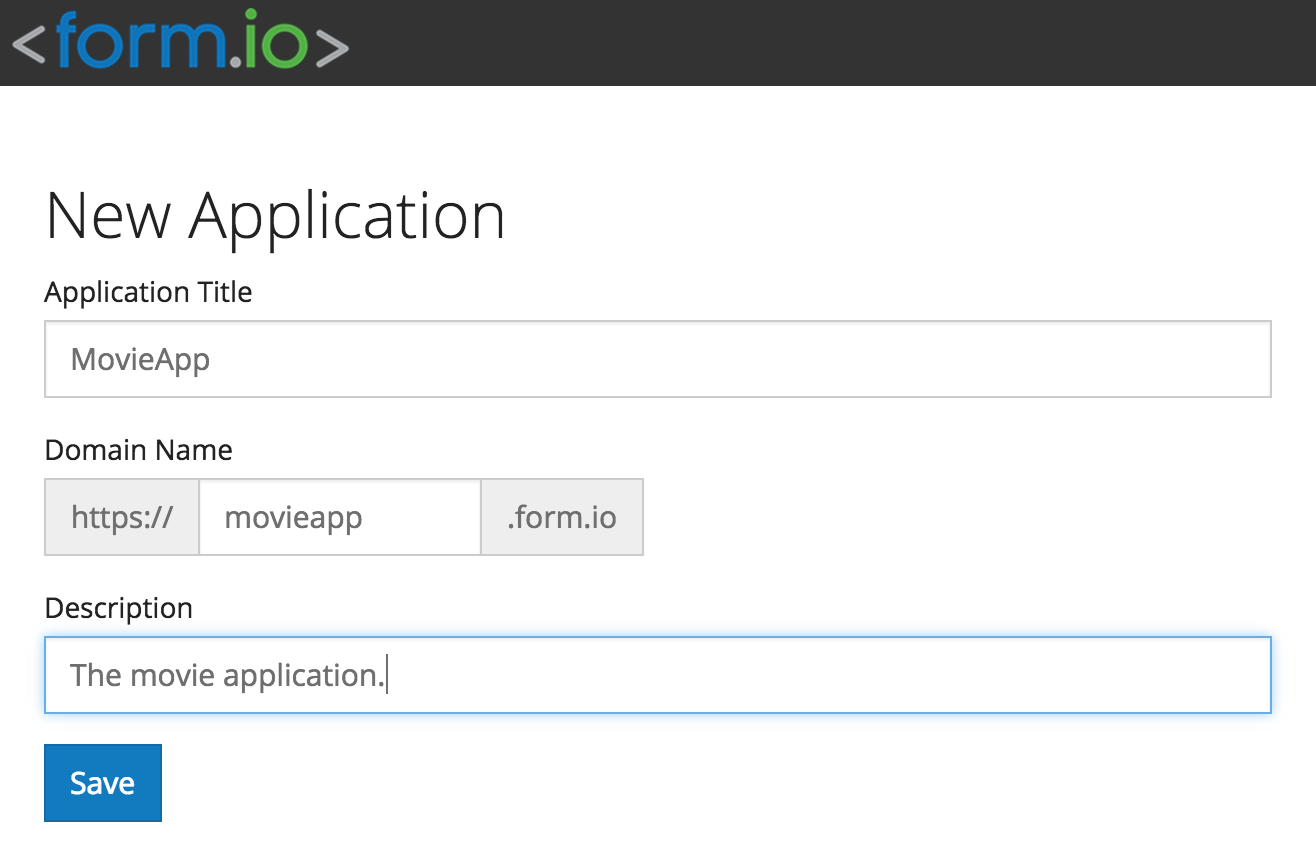 <form.io>
New Application
Application Title
MovieApp
Domain Name
https:// movieapp .form.io
Description
The movie application.
Save